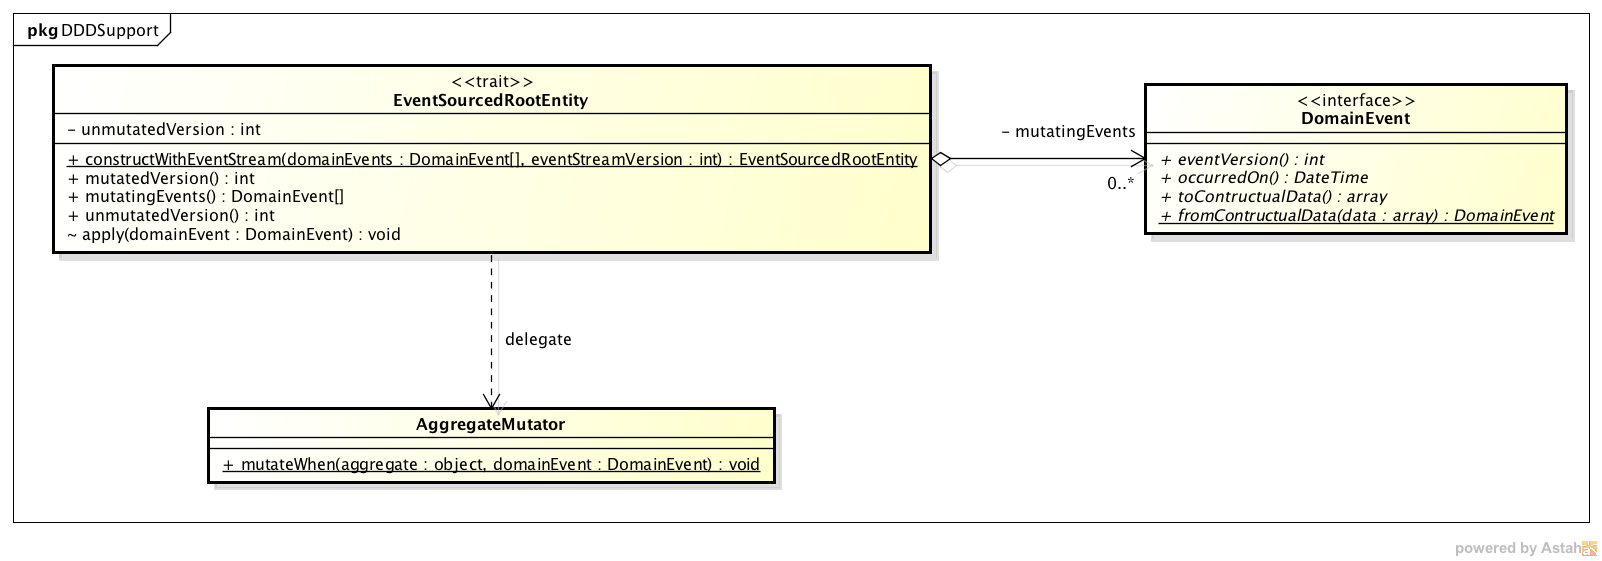 pkg DDDSupport
<<trait>>
EventSourcedRootEntity
- unmutatedVersion : int
+ constructWithEventStream(domainEvents : DomainEvent[], eventStreamVersion : int) : EventSourcedRootEntity
+ mutatedVersion() : int
+ mutatingEvents() : DomainEvent[]
+ unmutatedVersion() : int
~ apply(domainEvent : DomainEvent) : void
- mutatingEvents
0..*
<<interface>>
DomainEvent
+ eventVersion() : int
+ occurredOn() : DateTime
+ toContructualData() : array
+ fromContructualData(data : array) : DomainEvent
delegate
AggregateMutator
+ mutateWhen(aggregate : object, domainEvent : DomainEvent) : void
powered by Astah